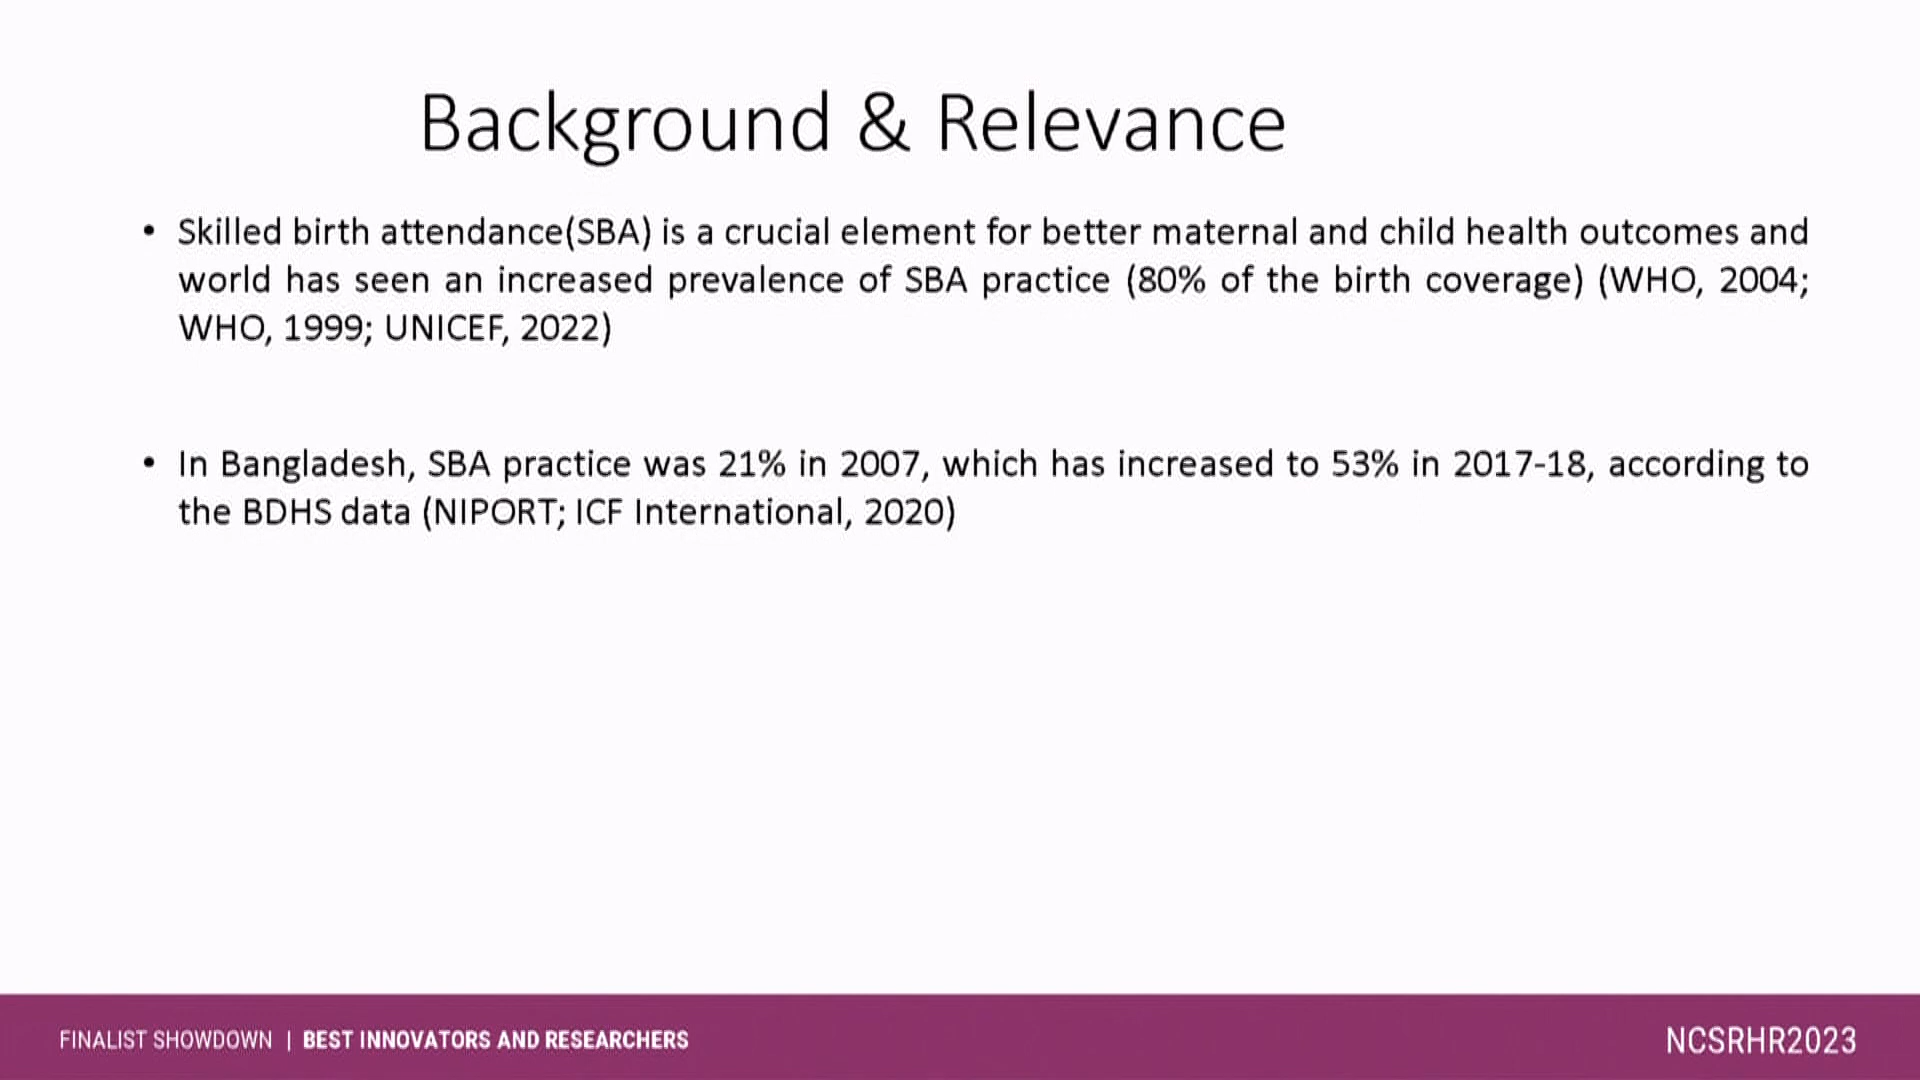 Background & Relevance
• Skilled birth attendance(SBA) is a crucial element for better maternal and child health outcomes and
world has seen an increased prevalence of SBA practice (80% of the birth coverage) (WHO, 2004;
WHO, 1999; UNICEF, 2022)
• In Bangladesh, SBA practice was 21% in 2007, which has increased to 53% in 2017-18, according to
the BDHS data (NIPORT; ICF International, 2020)
FINALIST SHOWDOWN | BEST INNOVATORS AND RESEARCHERS
NCSRHR2023